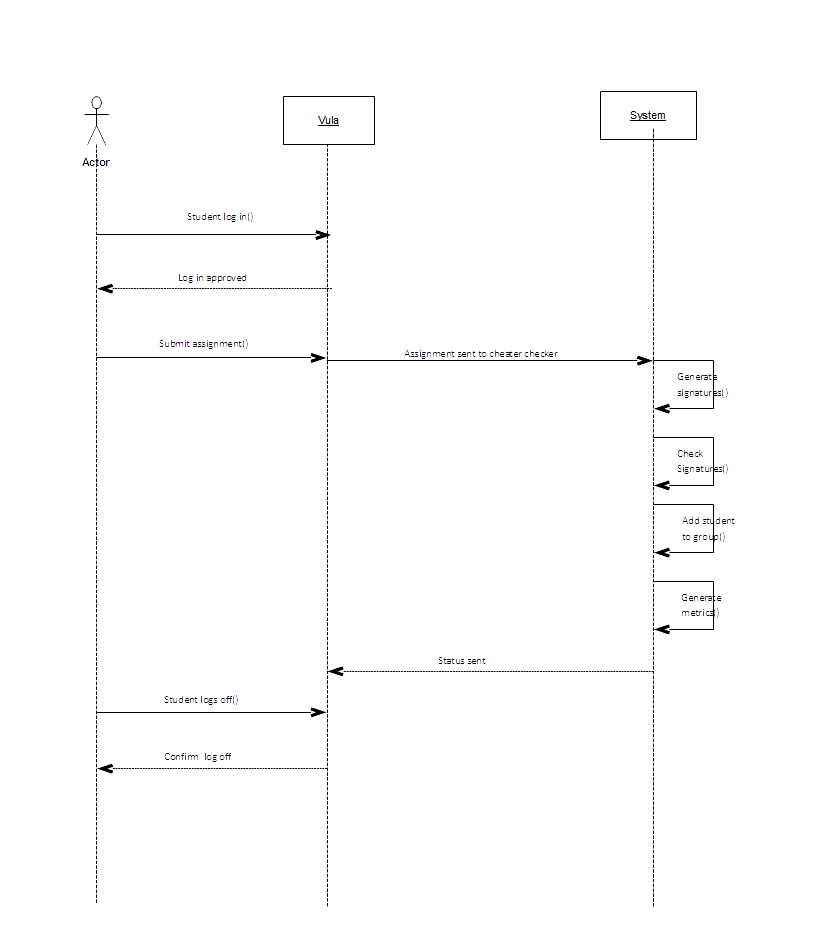 System
Vula
Actor
Student log in()
Log in approved
Submit assignment()
Assignment sent to cheater checker
Generate
signatures()
Check
Signatures()
Add student
to group()
Generate
metrics()
Status sent
Student logs off()
Confirm log off